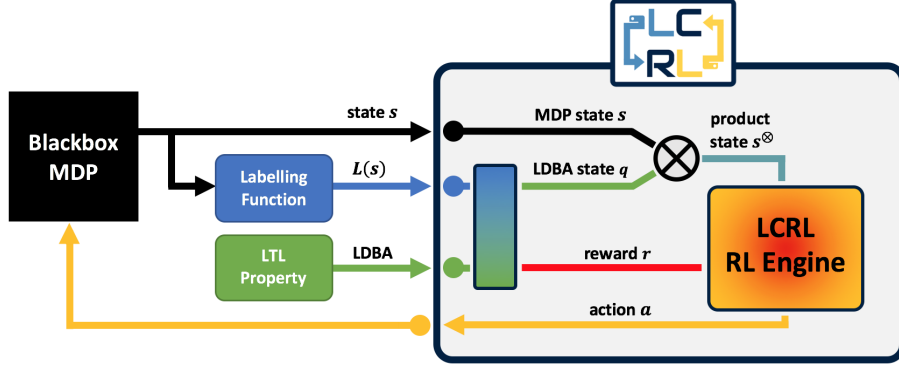 LC
RL
Blackbox
MDP
state s
MDP state s
product
state s⊗
Labelling
Function
L(s)
LDBA state q
LTL
Property
LDBA
reward r
LCRL
RL Engine
action a